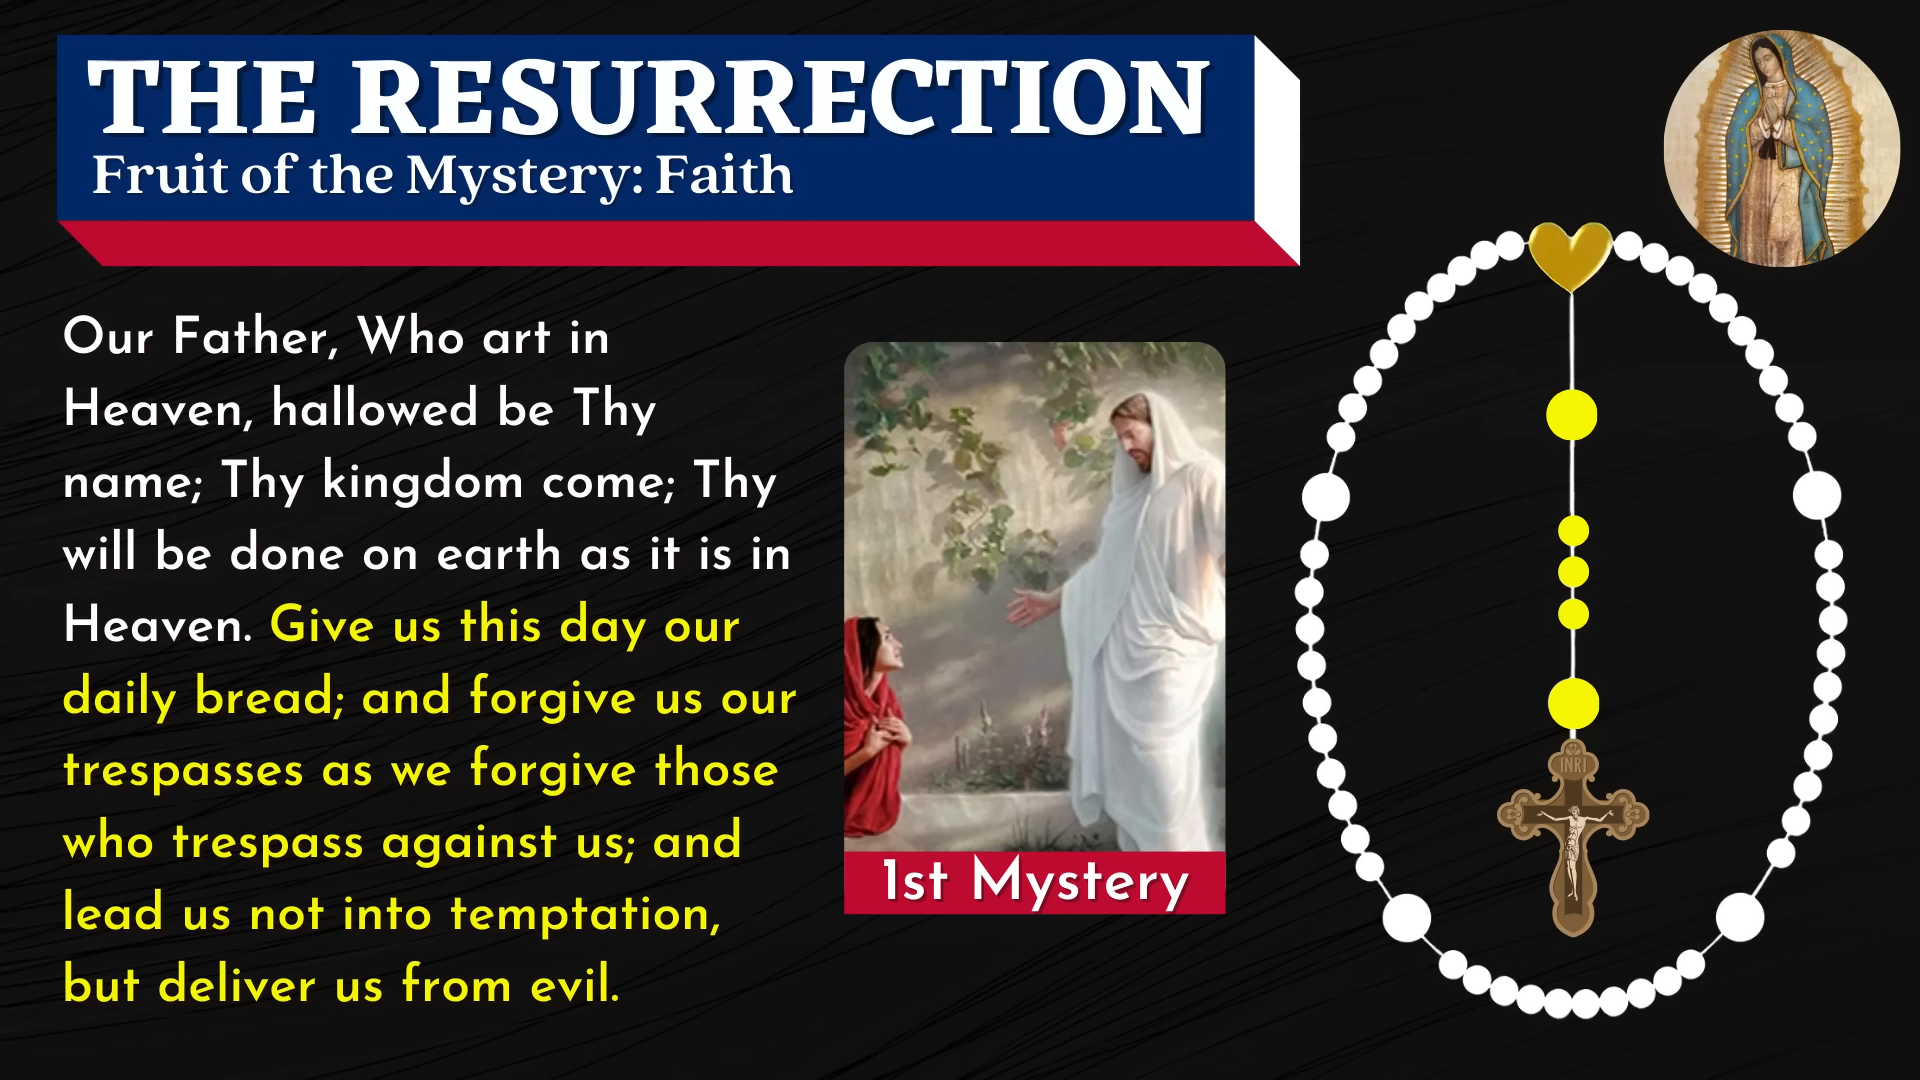 THE RESURRECTION
Fruit of the Mystery: Faith
Our Father, Who art in
Heaven, hallowed be Thy
name; Thy kingdom come; Thy
will be done on earth as it is in
Heaven. Give us this day our
daily bread; and forgive us our
trespasses as we forgive those
who trespass against us; and
lead us not into temptation,
but deliver us from evil.
1st Mystery
INRI